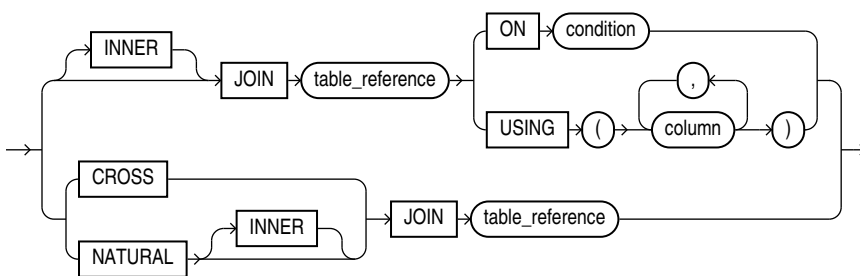 INNER
ON condition
JOIN table_reference
,
USING ( column )
CROSS
INNER
JOIN table_reference
NATURAL